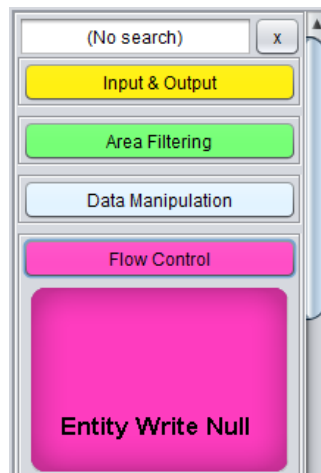 (No search)
x
Input & Output
Area Filtering
Data Manipulation
Flow Control
Entity Write Null